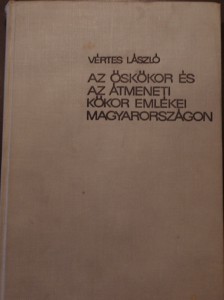 VÉRTES LÁSZLÓ
AZ ŐSKŐKOR ÉS
AZ ÁTMENETI
KŐKOR EMLÉKEI
MAGYARORSZÁGON